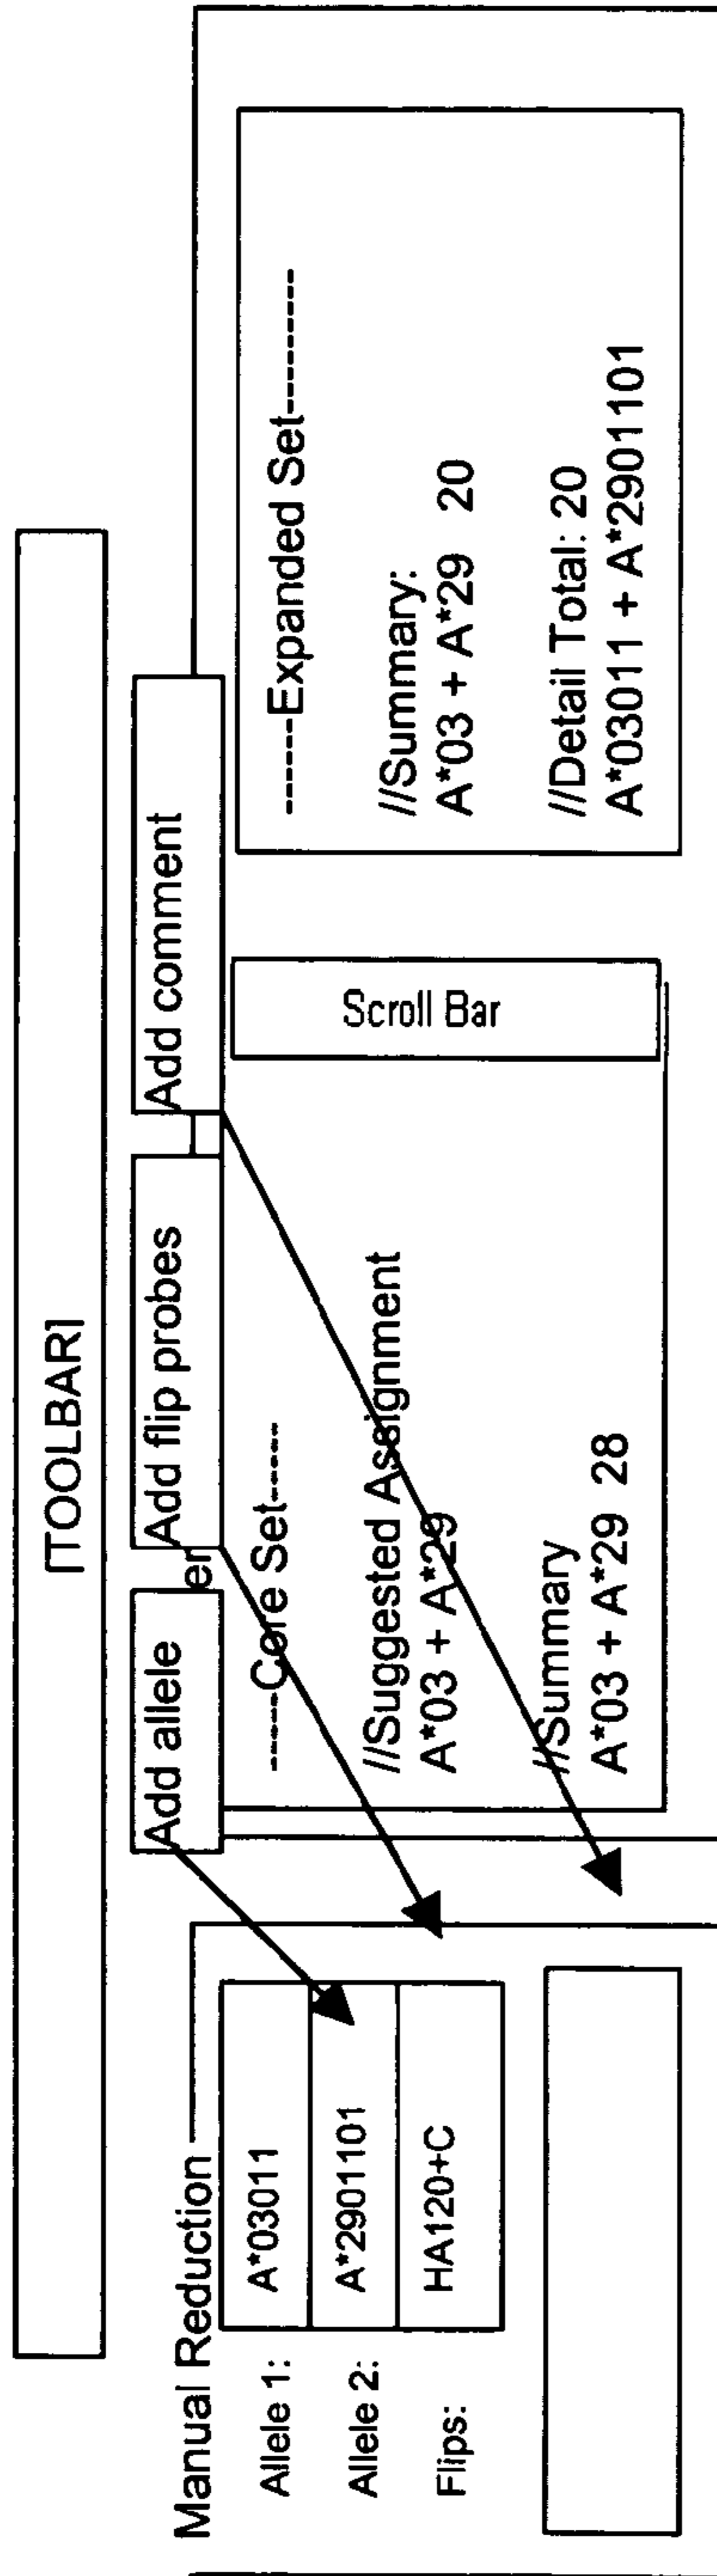 [TOOLBAR]
Add allele
Add flip probes
Add comment
er
Manual Reduction
Allele 1:
A*03011
Allele 2:
A*2901101
Flips:
HA120+C
-----Core Set-----
//Suggested Assignment
A*03 + A*29
//Summary
A*03 + A*29 28
Scroll Bar
------Expanded Set----------
//Summary:
A*03 + A*29 20
//Detail Total: 20
A*03011 + A*2901101